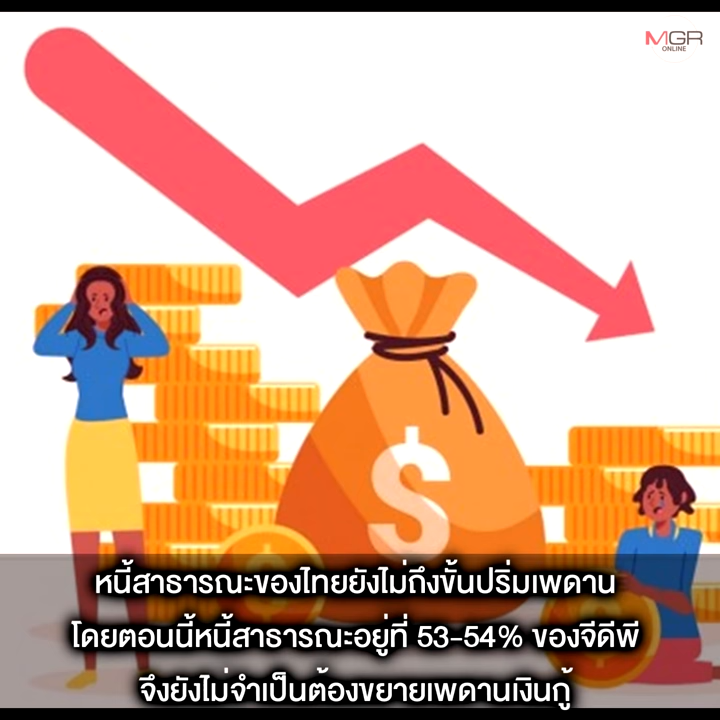 MGR
ONLINE
$
$
หนี้สาธารณะของไทยยังไม่ถึงขั้นปริ่มเพดาน
โดยตอนนี้หนี้สาธารณะอยู่ที่ 53-54% ของจีดีพี
จึงยังไม่จำเป็นต้องขยายเพดานเงินกู้